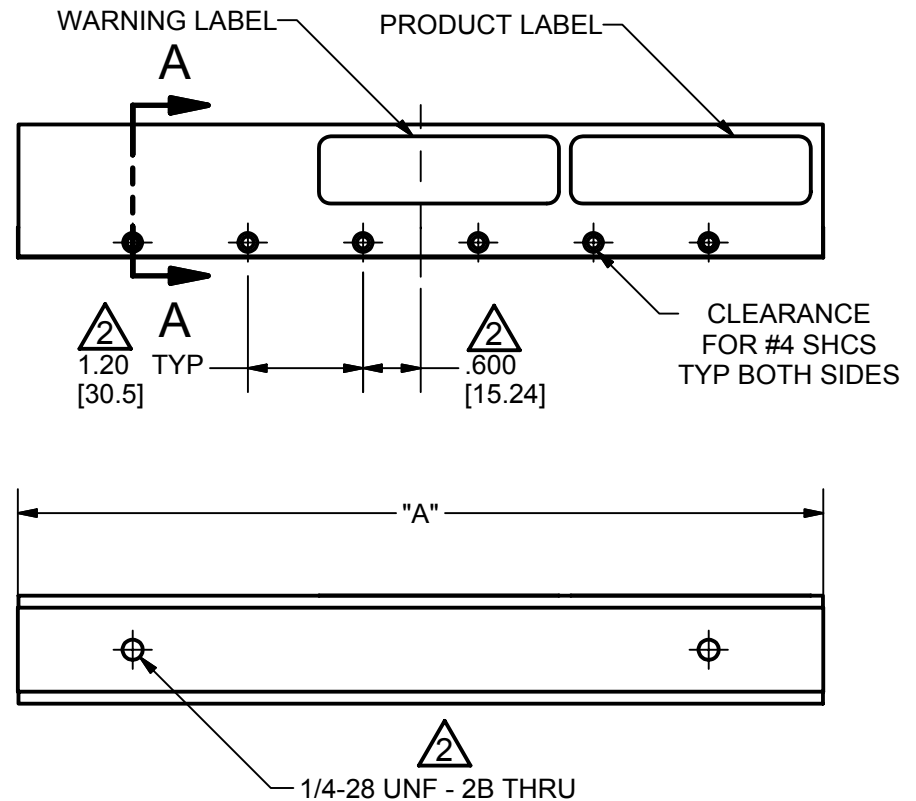 WARNING LABEL
PRODUCT LABEL
A
2
A
2
1.20
TYP
.600
[30.5]
[15.24]
CLEARANCE
FOR #4 SHCS
TYP BOTH SIDES
"A"
2
1/4-28 UNF - 2B THRU